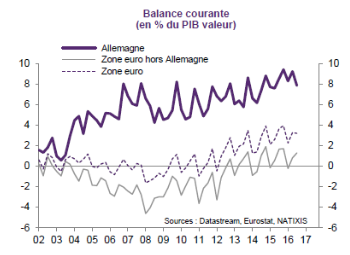 Balance courante
(en % du PIB valeur)
Allemagne
Zone euro hors Allemagne
Zone euro
10 10
8 8
6 6
4 4
2 2
0 0
-2 -2
-4 -4
Sources : Datastream, Eurostat, NATIXIS
-6 -6
02 03 04 05 06 07 08 09 10 11 12 13 14 15 16 17